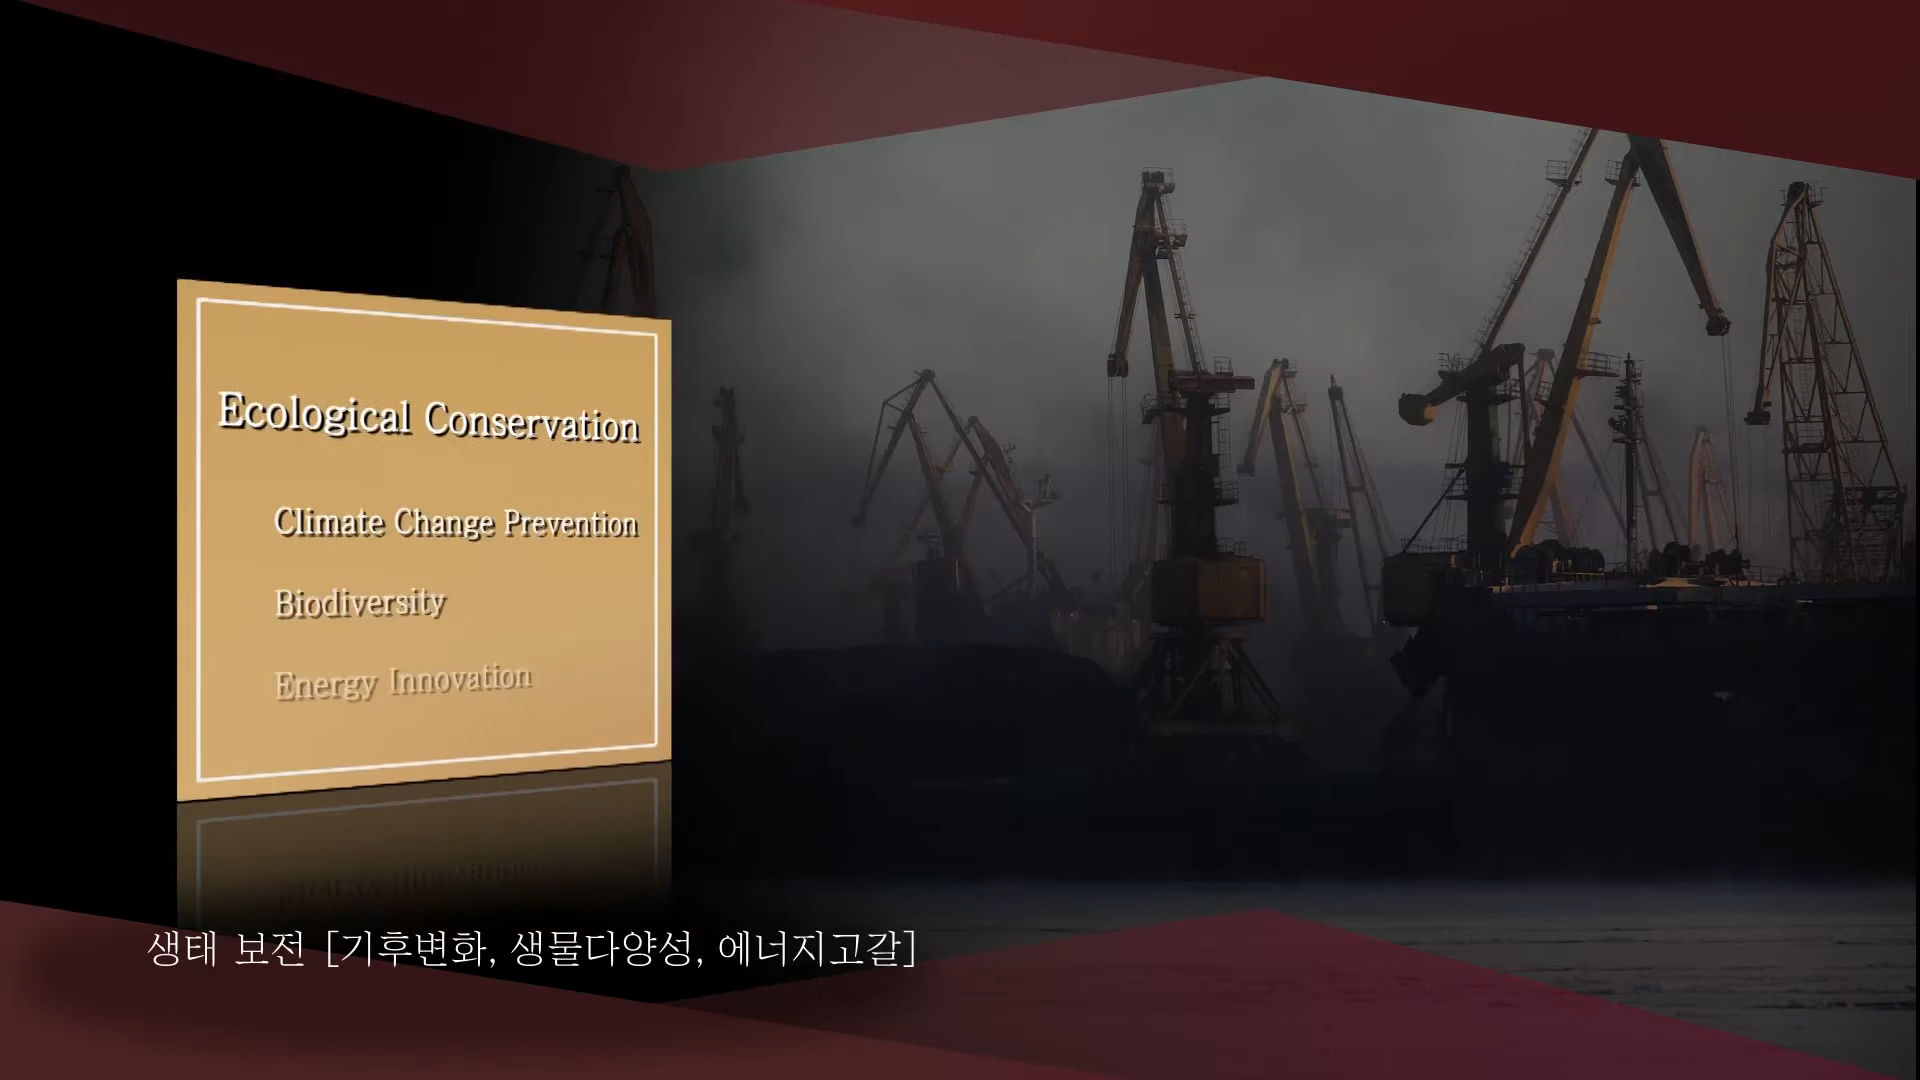 Ecological Conservation
Climate Change Prevention
Biodiversity
Energy Innovation
생태 보전 [기후변화, 생물다양성, 에너지고갈]